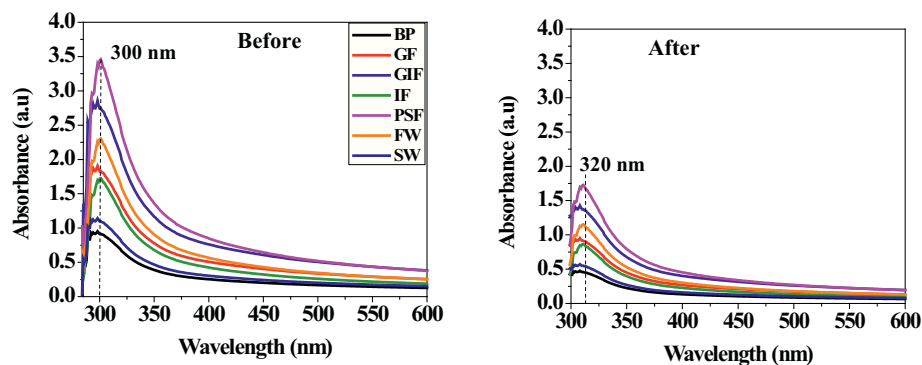 Before
300 nm
BP
GF
GIF
IF
PSF
FW
SW
Absorbance (a.u)
4.0
3.5
3.0
2.5
2.0
1.5
1.0
0.5
0.0
300 350 400 450 500 550 600
Wavelength (nm)
After
320 nm
Absorbance (a.u)
4.0
3.5
3.0
2.5
2.0
1.5
1.0
0.5
0.0
300 350 400 450 500 550 600
Wavelength (nm)